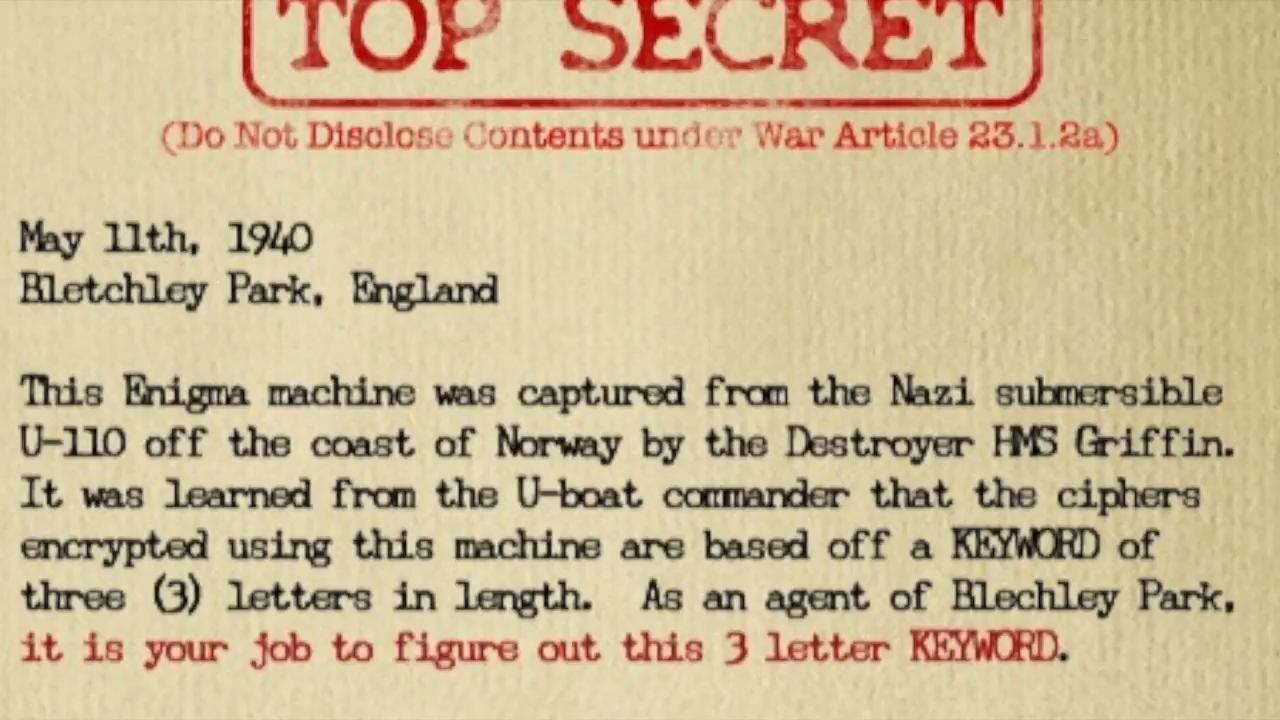 TOP SECRET
(Do Not Disclose Contents under War Article 23.1.2a)
May 11th, 1940
Bletchley Park, England
This Enigma machine was captured from the Nazi submersible
U-110 off the coast of Norway by the Destroyer HMS Griffin.
It was learned from the U-boat commander that the ciphers
encrypted using this machine are based off a KEYWORD of
three (3) letters in length. As an agent of Blechley Park,
it is your job to figure out this 3 letter KEYWORD.